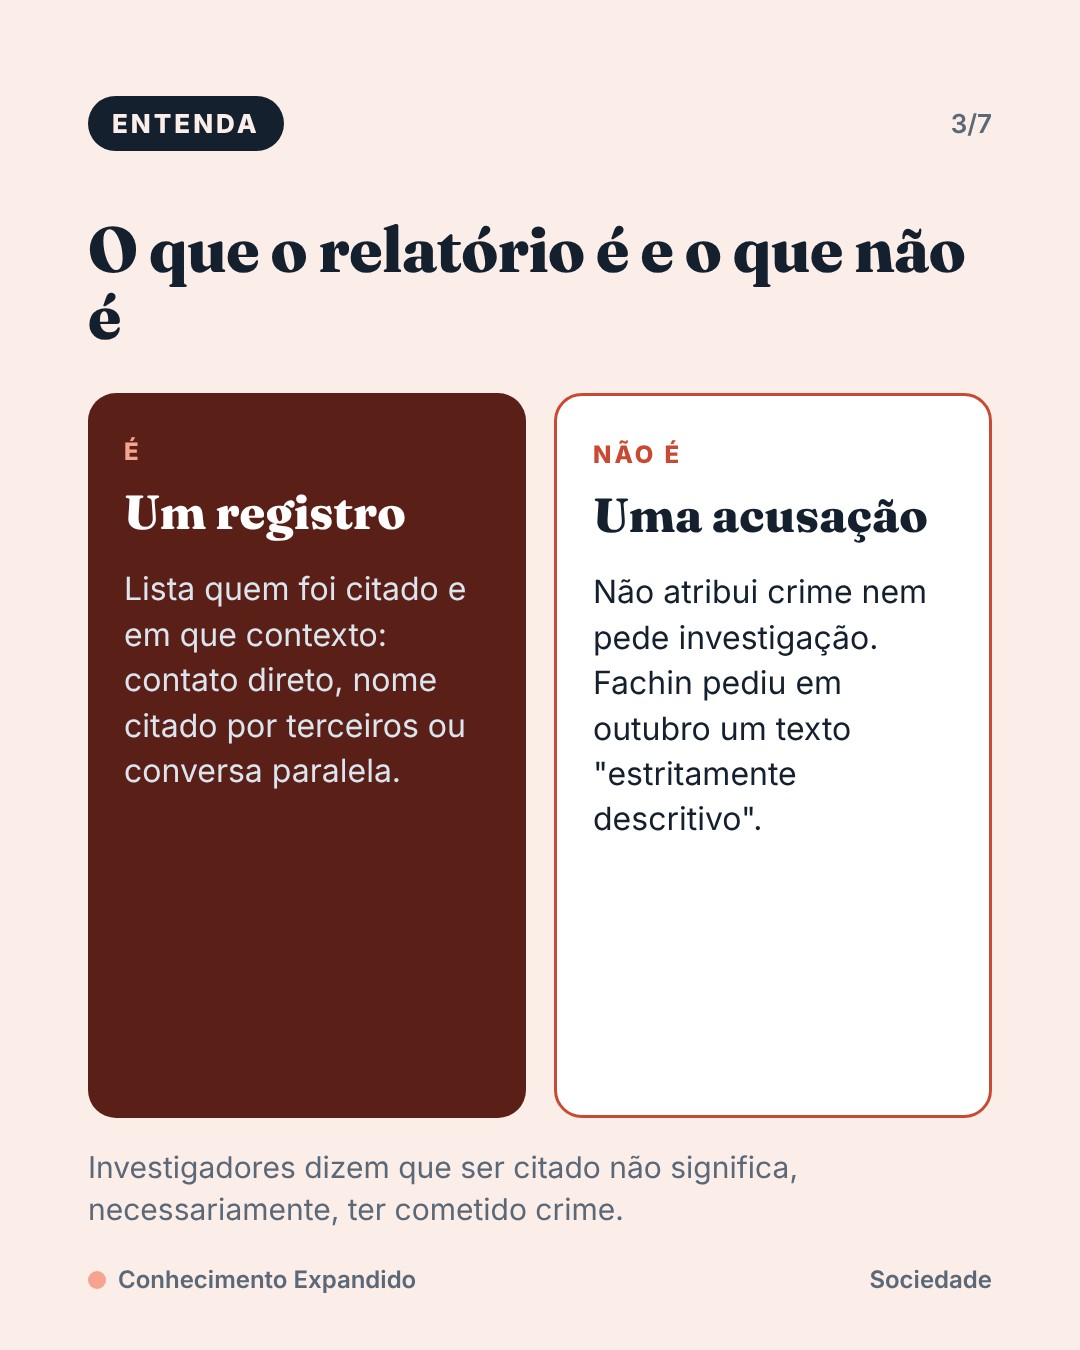 ENTENDA
3/7
O que o relatório é e o que não
é
É
Um registro
Lista quem foi citado e
em que contexto:
contato direto, nome
citado por terceiros ou
conversa paralela.
NÃO É
Uma acusação
Não atribui crime nem
pede investigação.
Fachin pediu em
outubro um texto
"estritamente
descritivo".
Investigadores dizem que ser citado não significa,
necessariamente, ter cometido crime.
Conhecimento Expandido
Sociedade